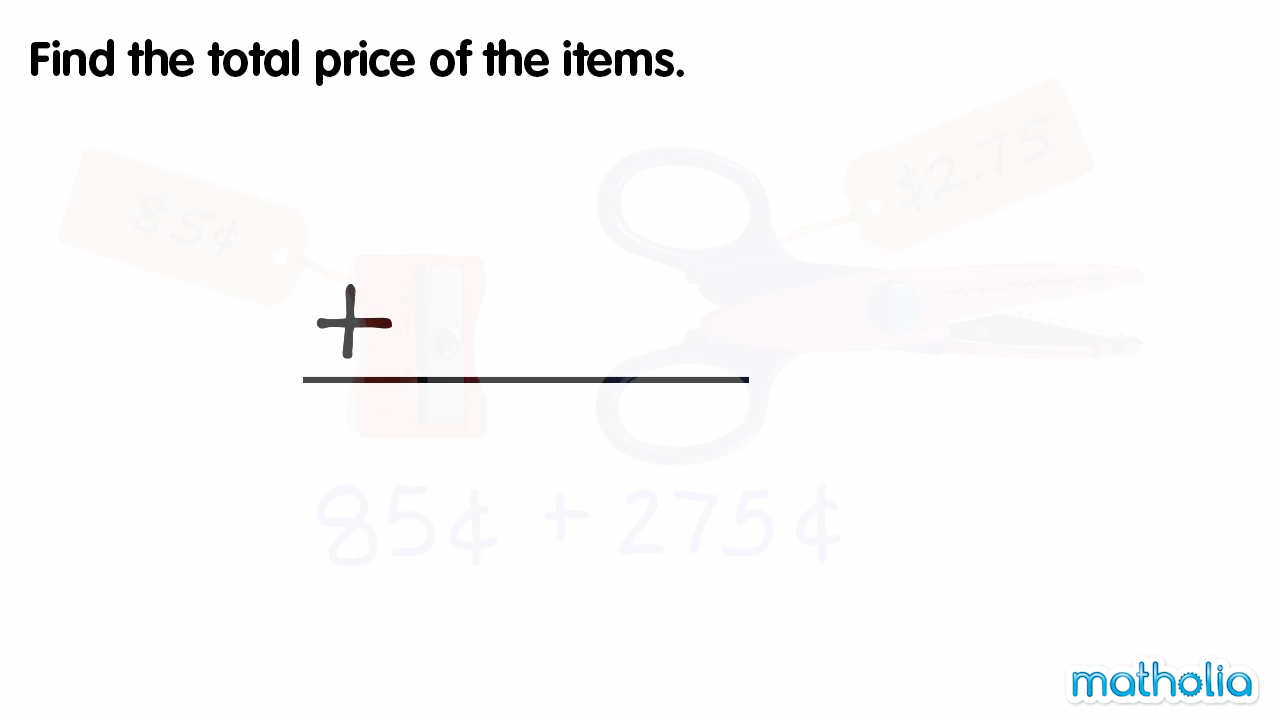 Find the total price of the items.
85¢
$2.75
+
85¢ + 275¢
matholia